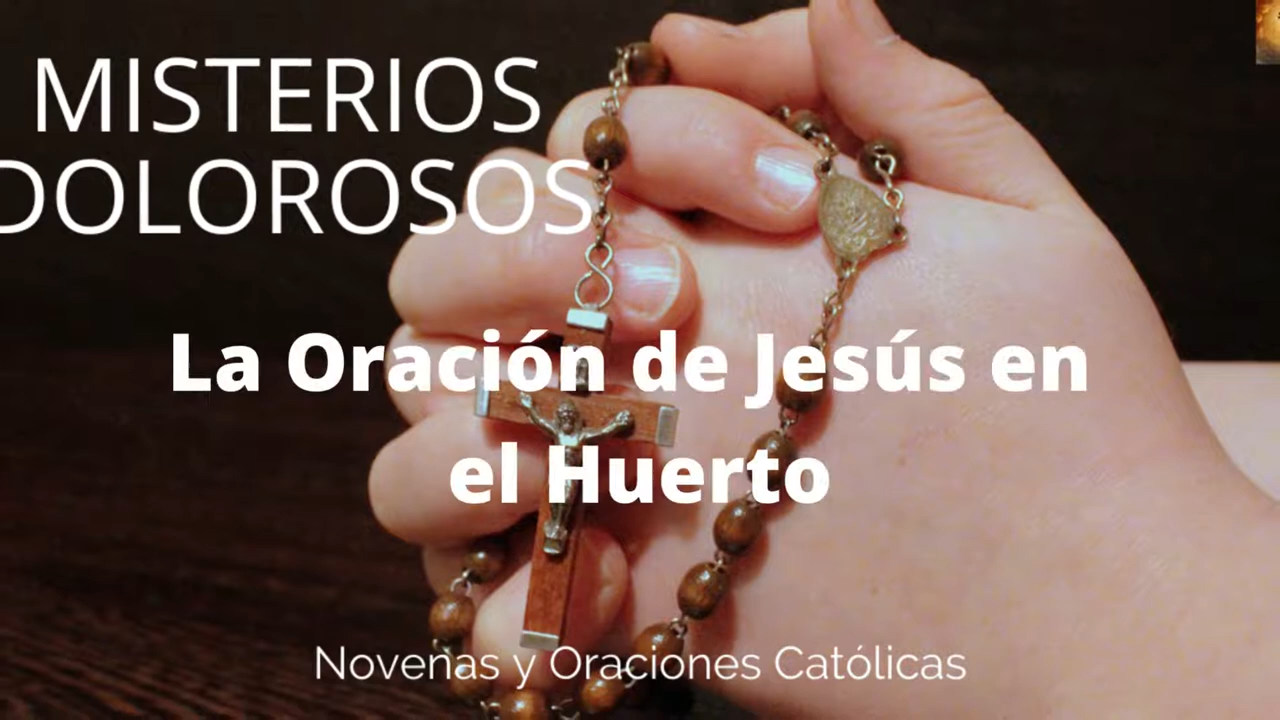 MISTERIOS
DOLOROSOS
La Oración de Jesús en
el Huerto
Novenas y Oraciones Católicas